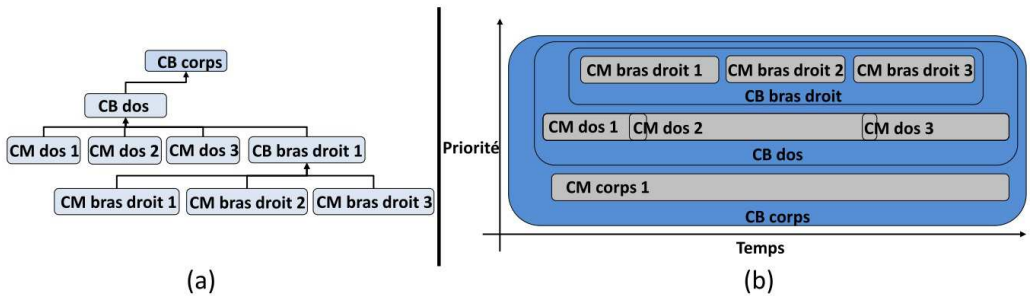 CB corps
CB dos
CM dos 1 CM dos 2 CM dos 3 CB bras droit 1
CM bras droit 1 CM bras droit 2 CM bras droit 3
(a)
Priorité
CM bras droit 1 CM bras droit 2 CM bras droit 3
CB bras droit
CM dos 1 CM dos 2 CM dos 3
CB dos
CM corps 1
CB corps
Temps
(b)